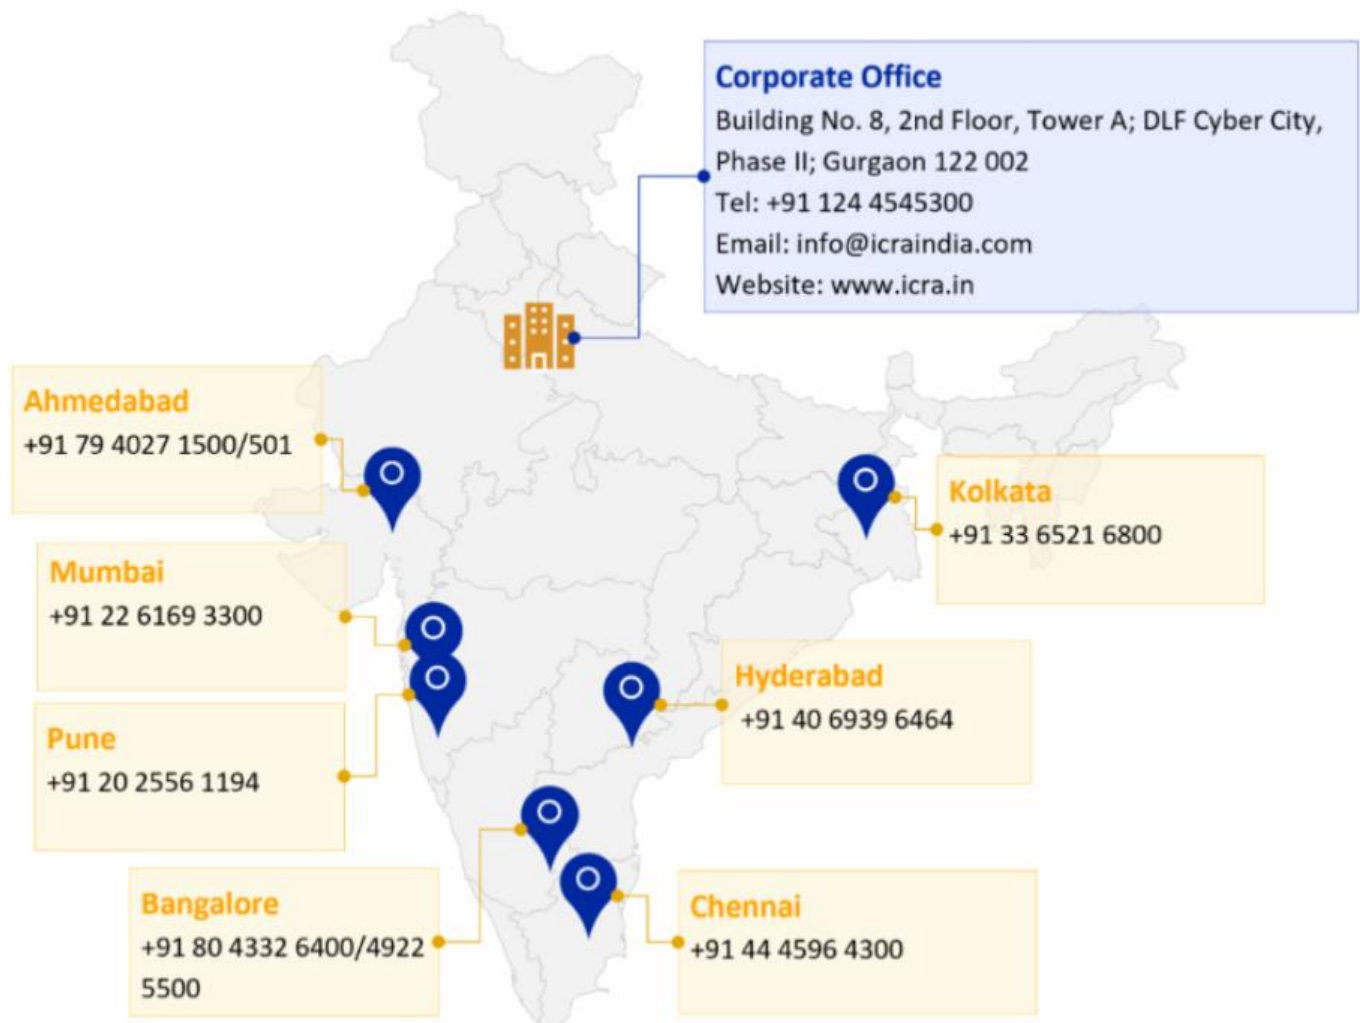 Corporate Office
Building No. 8, 2nd Floor, Tower A; DLF Cyber City,
Phase II; Gurgaon 122 002
Tel: +91 124 4545300
Email: info@icraindia.com
Website: www.icra.in
Ahmedabad
+91 79 4027 1500/501
Kolkata
+91 33 6521 6800
Mumbai
+91 22 6169 3300
Hyderabad
+91 40 6939 6464
Pune
+91 20 2556 1194
Bangalore
+91 80 4332 6400/4922
5500
Chennai
+91 44 4596 4300